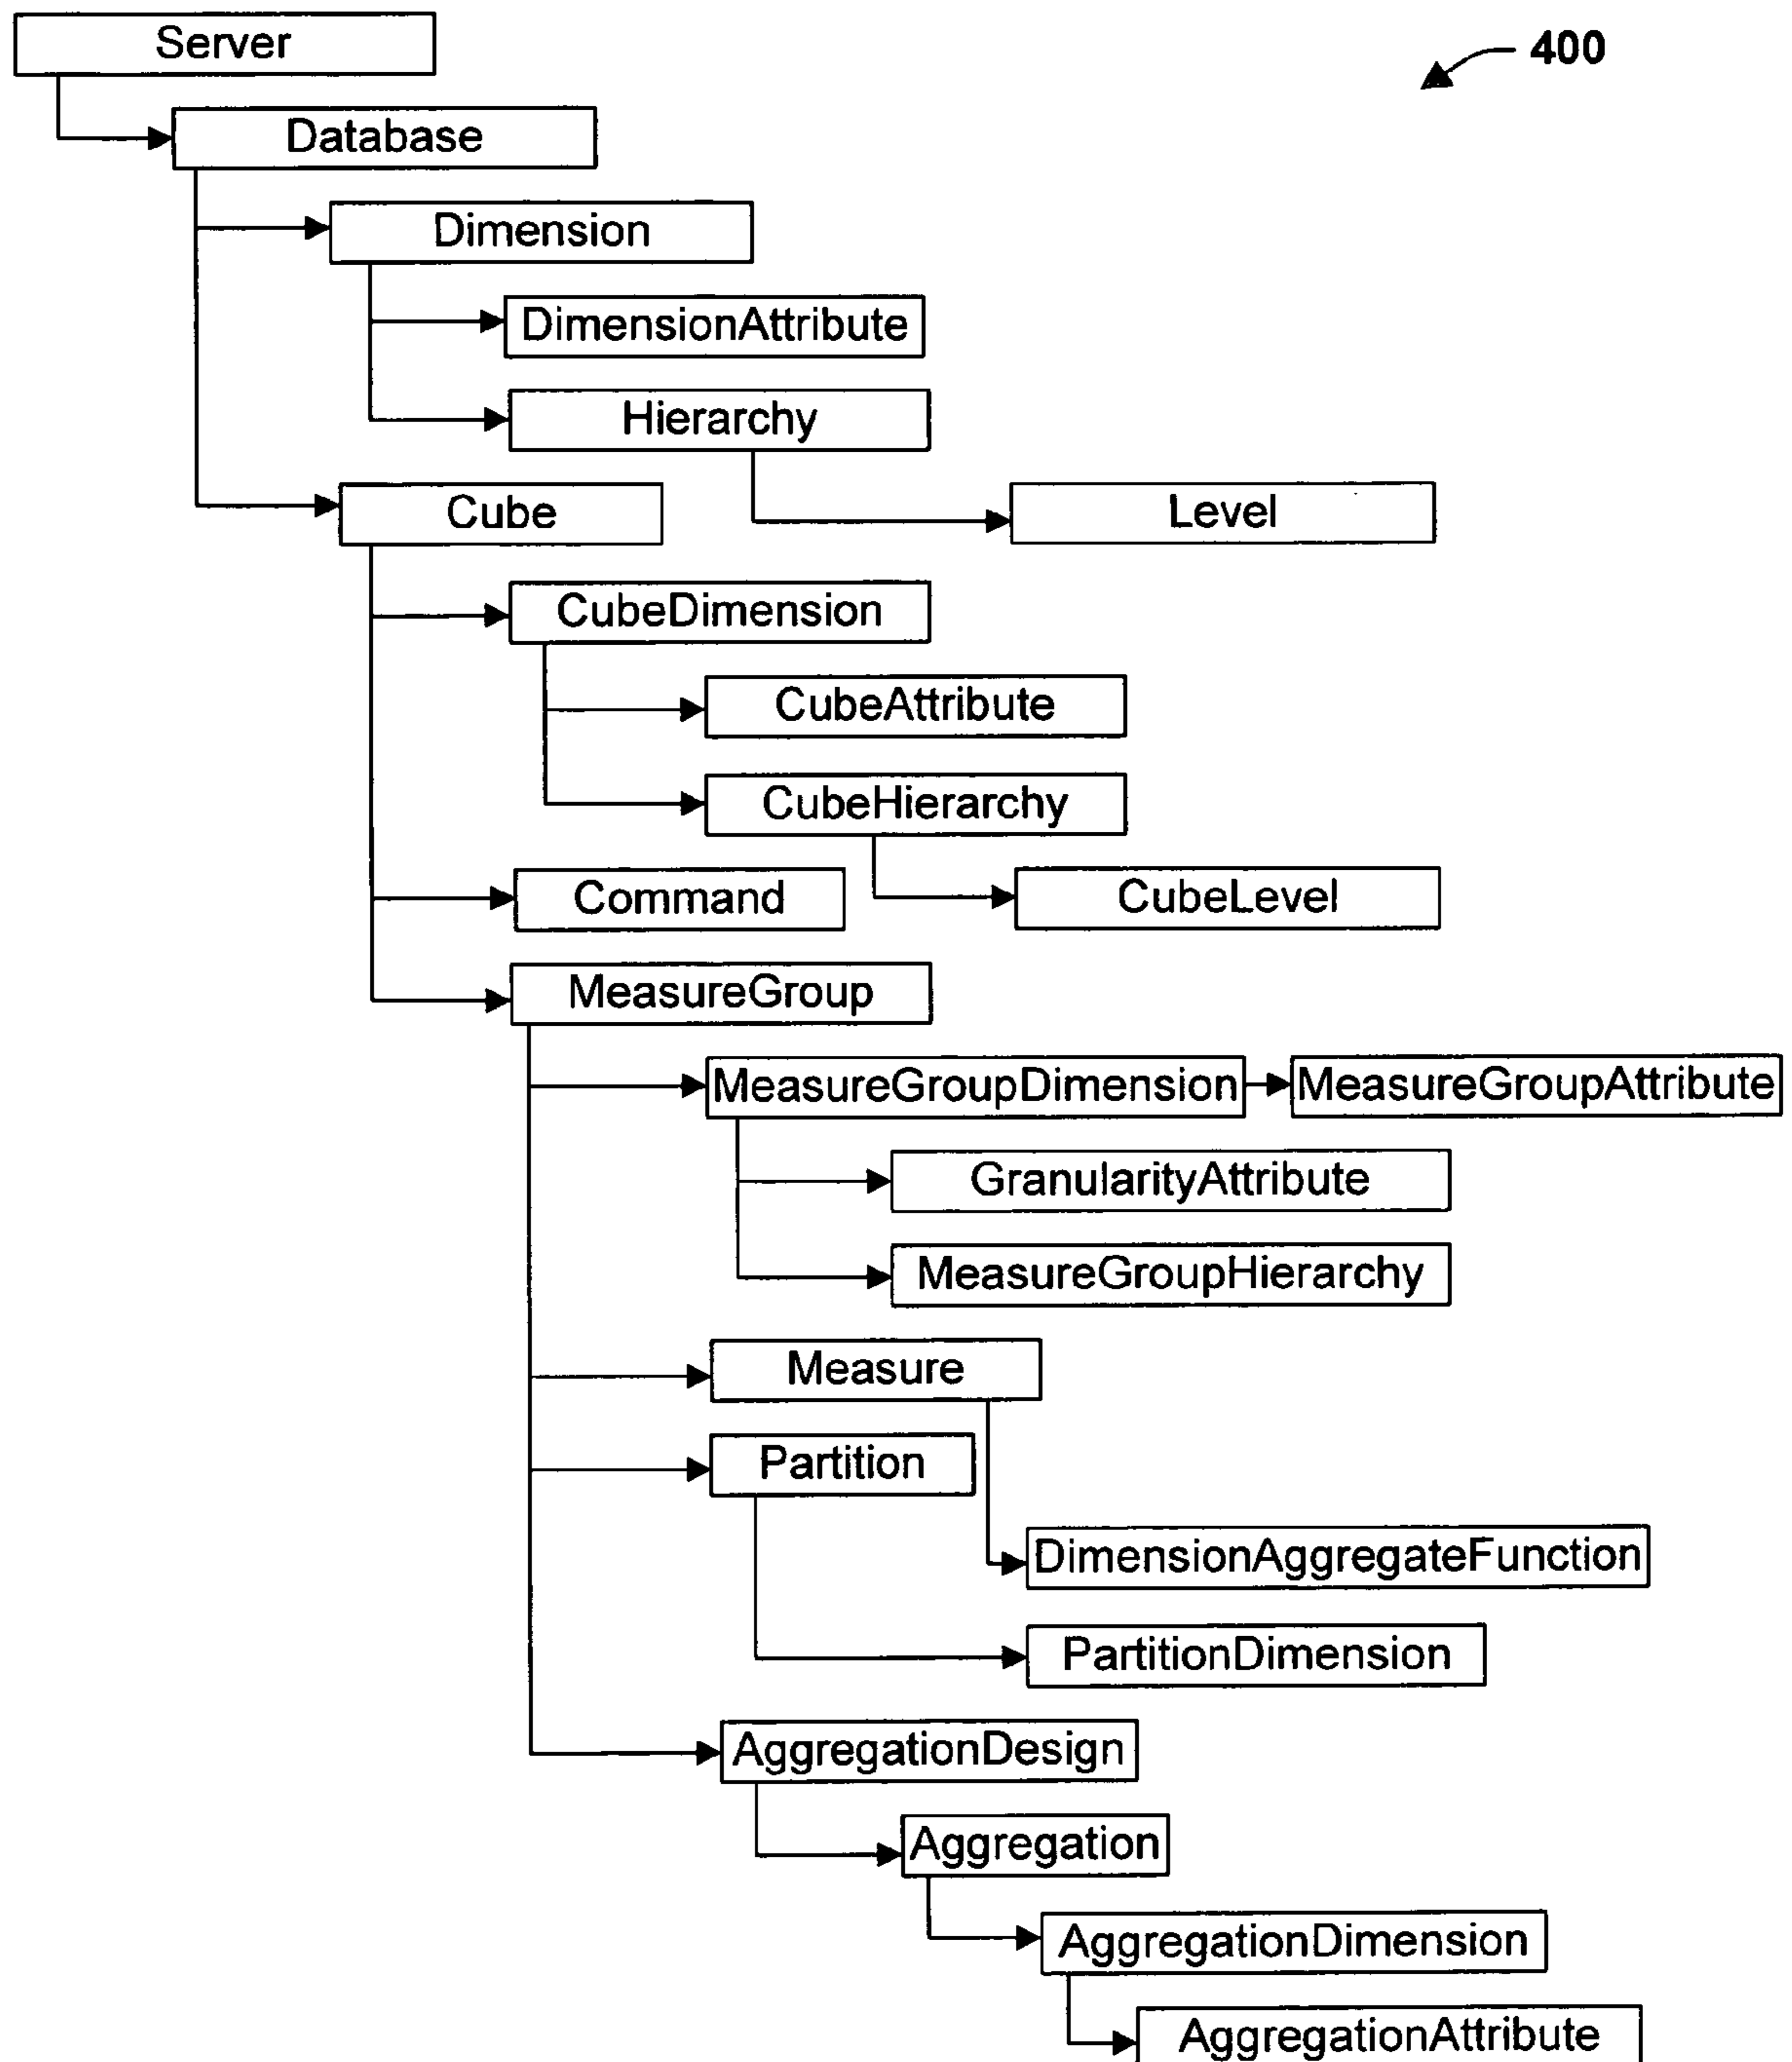 Server
400
Database
Dimension
DimensionAttribute
Hierarchy
Cube
Level
CubeDimension
CubeAttribute
CubeHierarchy
Command
CubeLevel
MeasureGroup
MeasureGroupDimension
MeasureGroupAttribute
GranularityAttribute
MeasureGroupHierarchy
Measure
Partition
DimensionAggregateFunction
PartitionDimension
AggregationDesign
Aggregation
AggregationDimension
AggregationAttribute